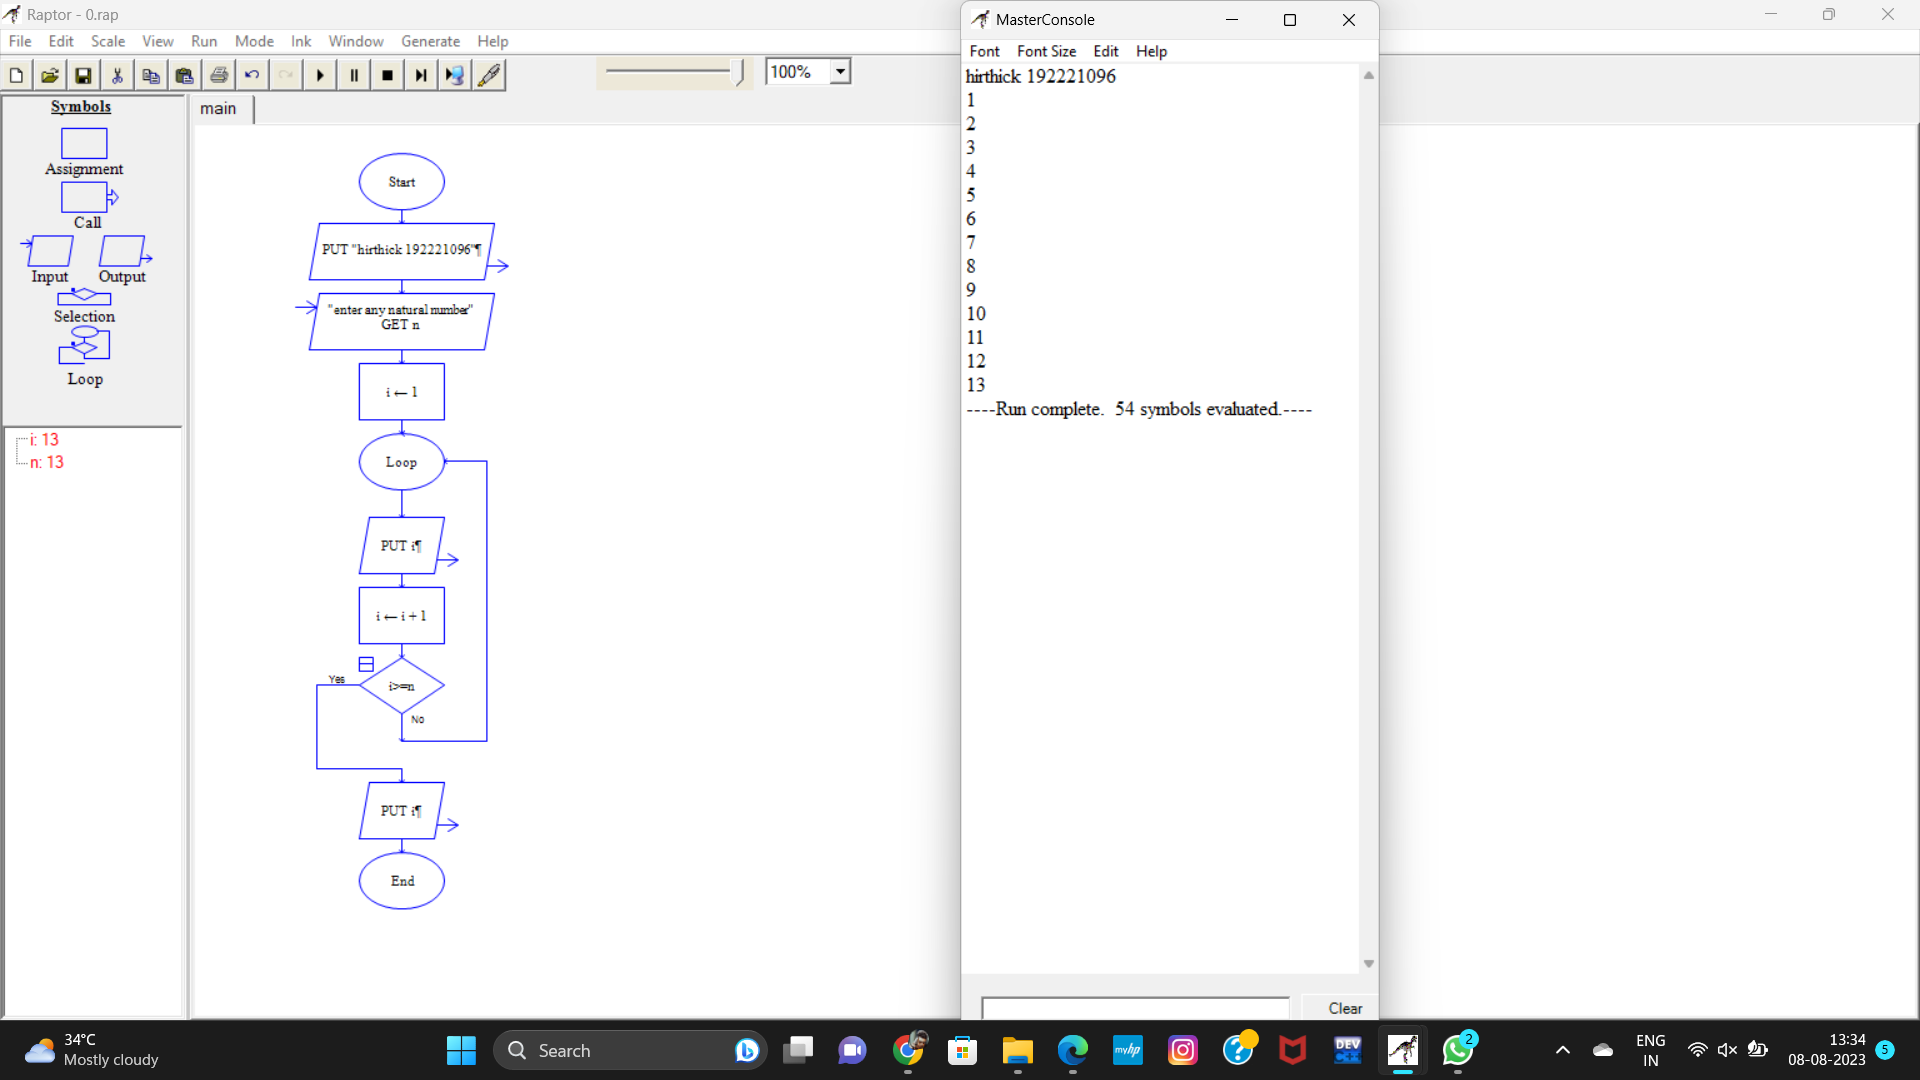 Raptor - 0.rap
File Edit Scale View Run Mode Ink Window Generate Help
100%
Symbols
Assignment
Call
Input Output
Selection
Loop
i: 13
n: 13
main
Start
PUT "hirthick 192221096"¶
"enter any natural number"
GET n
i ← 1
Loop
PUT i¶
i ← i + 1
Yes
i>=n
No
PUT i¶
End
MasterConsole
Font Font Size Edit Help
hirthick 192221096
1
2
3
4
5
6
7
8
9
10
11
12
13
----Run complete.  54 symbols evaluated.----
Clear
34°C
Mostly cloudy
Search
myhp
DEV
C++
2
ENG
IN
13:34
08-08-2023
5